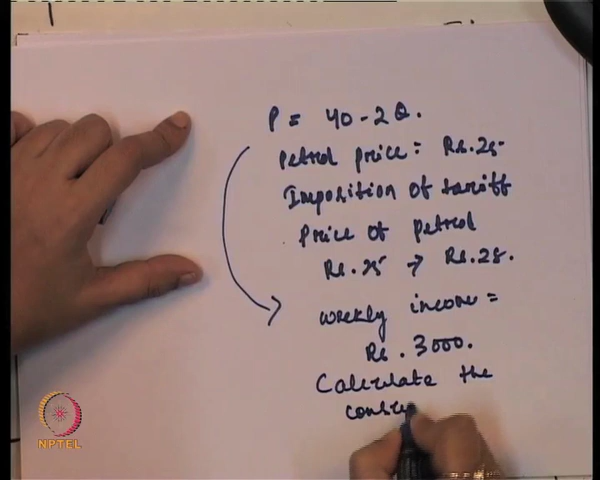 P = 40 - 2Q.
Petrol price = Rs. 25
Imposition of tariff
Price of petrol
Rs. 25 → Rs. 28.
weekly income =
Rs. 3000.
Calculate the
consu
NPTEL